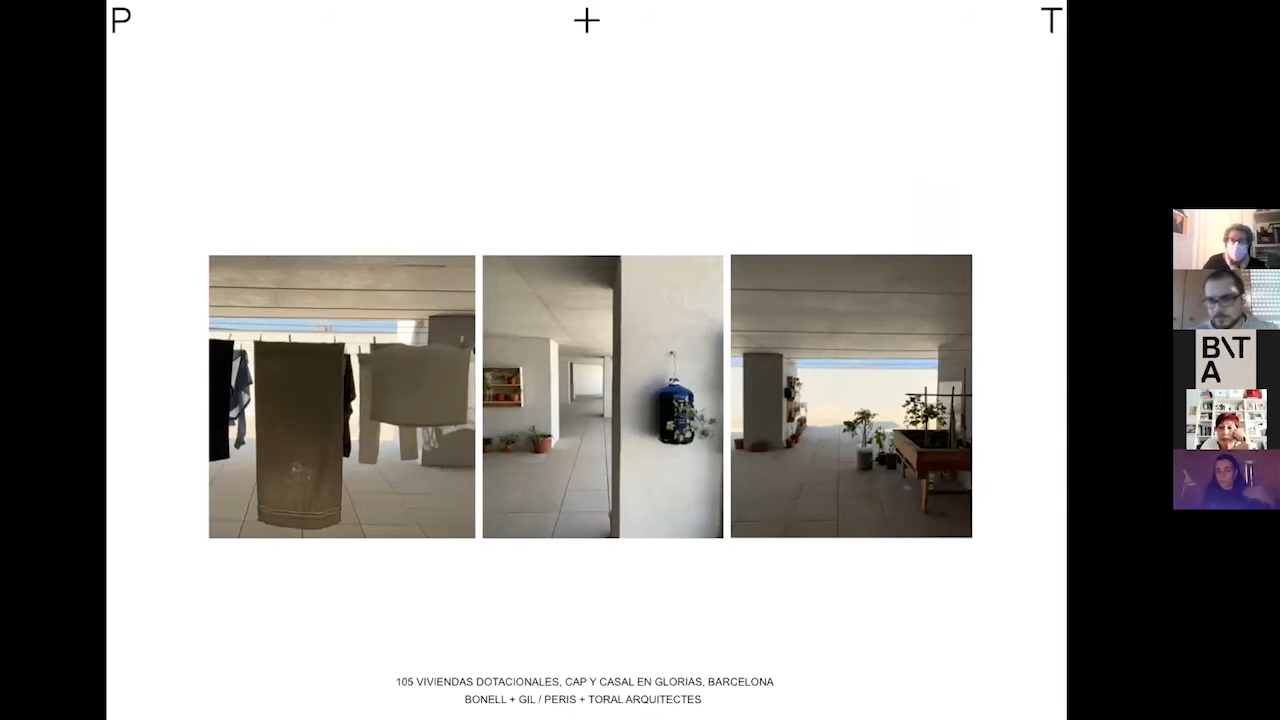 P + T
B\T
A
105 VIVIENDAS DOTACIONALES, CAP Y CASAL EN GLORIAS, BARCELONA
BONELL + GIL / PERIS + TORAL ARQUITECTES